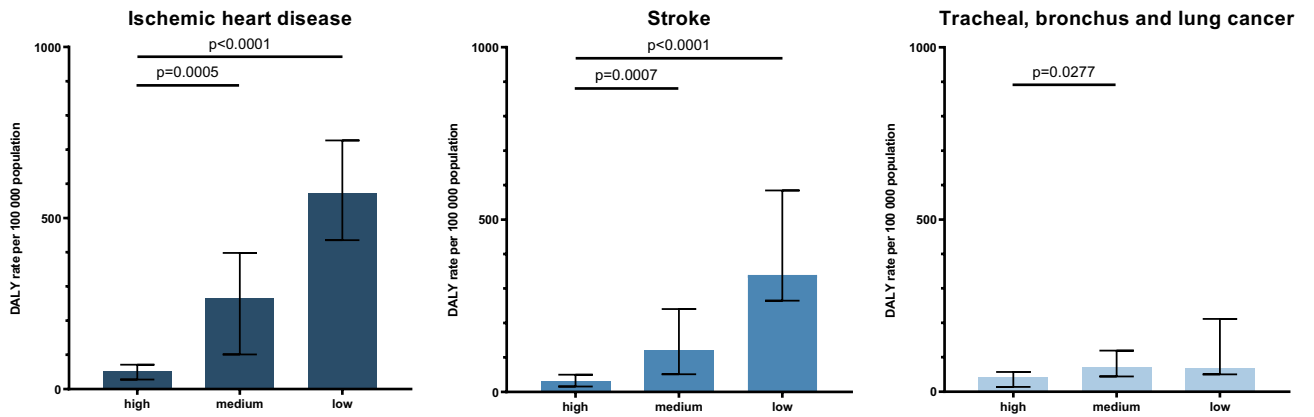 Ischemic heart disease
p<0.0001
p=0.0005
1000
500
0
DALY rate per 100 000 population
high medium low
Stroke
p<0.0001
p=0.0007
1000
500
0
DALY rate per 100 000 population
high medium low
Tracheal, bronchus and lung cancer
p=0.0277
1000
500
0
DALY rate per 100 000 population
high medium low